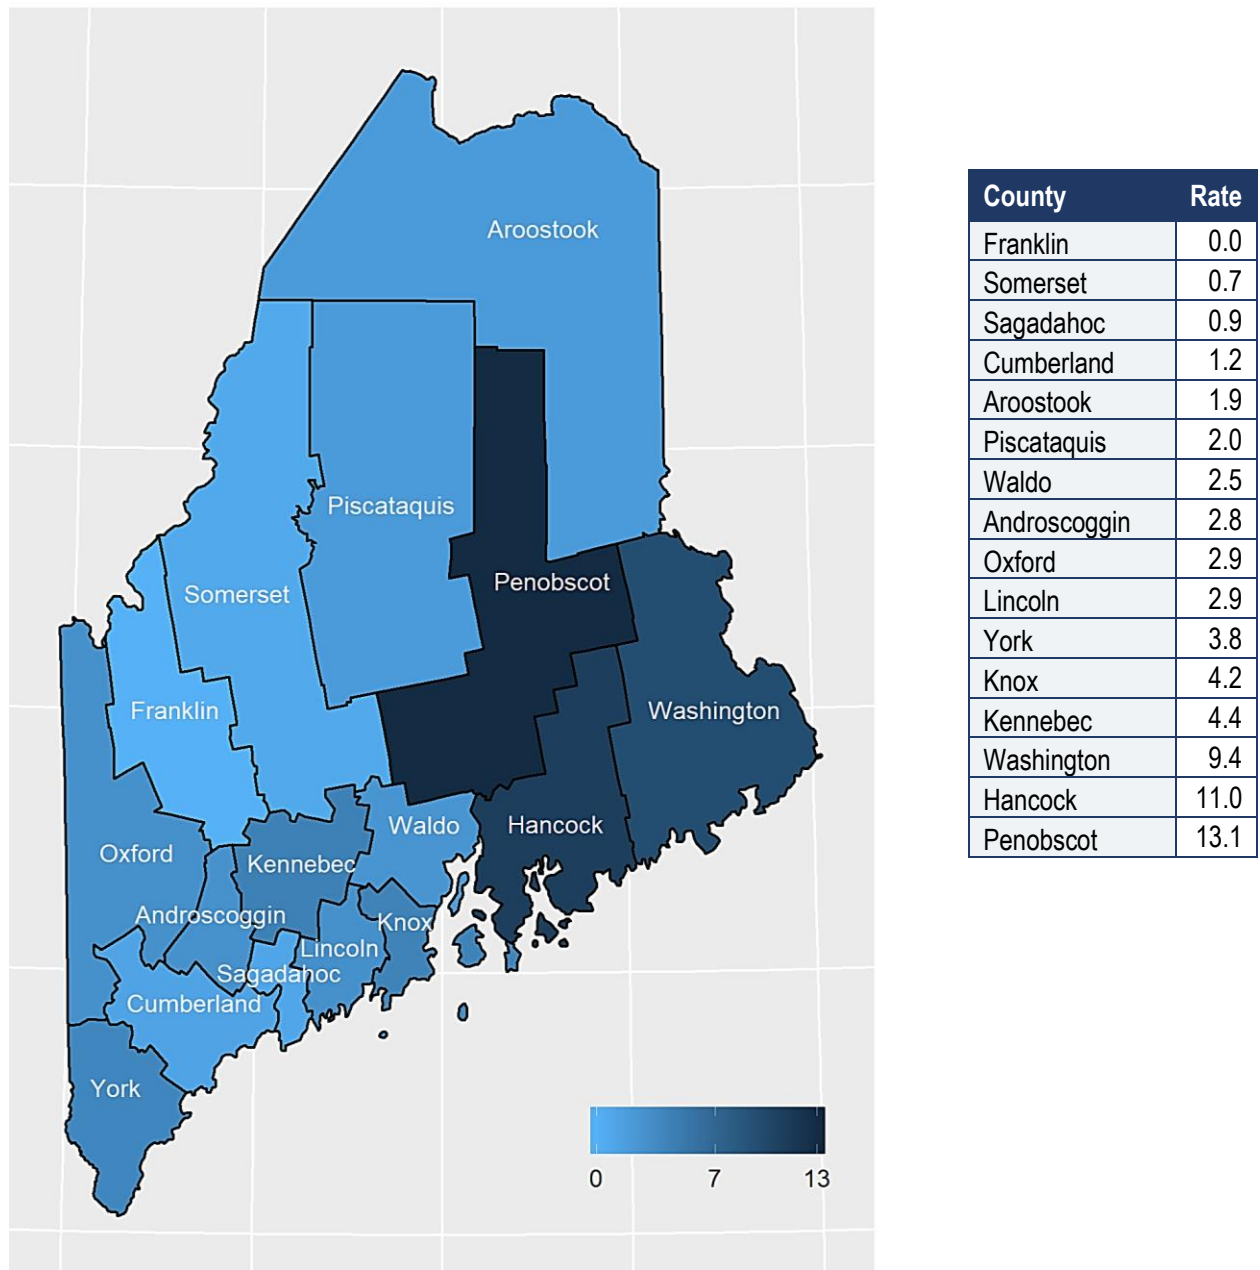 Aroostook
Piscataquis
Penobscot
Somerset
Franklin
Washington
Waldo
Hancock
Oxford
Kennebec
Androscoggin
Knox
Lincoln
Sagadahoc
Cumberland
York
0 7 13
County Rate
Franklin 0.0
Somerset 0.7
Sagadahoc 0.9
Cumberland 1.2
Aroostook 1.9
Piscataquis 2.0
Waldo 2.5
Androscoggin 2.8
Oxford 2.9
Lincoln 2.9
York 3.8
Knox 4.2
Kennebec 4.4
Washington 9.4
Hancock 11.0
Penobscot 13.1